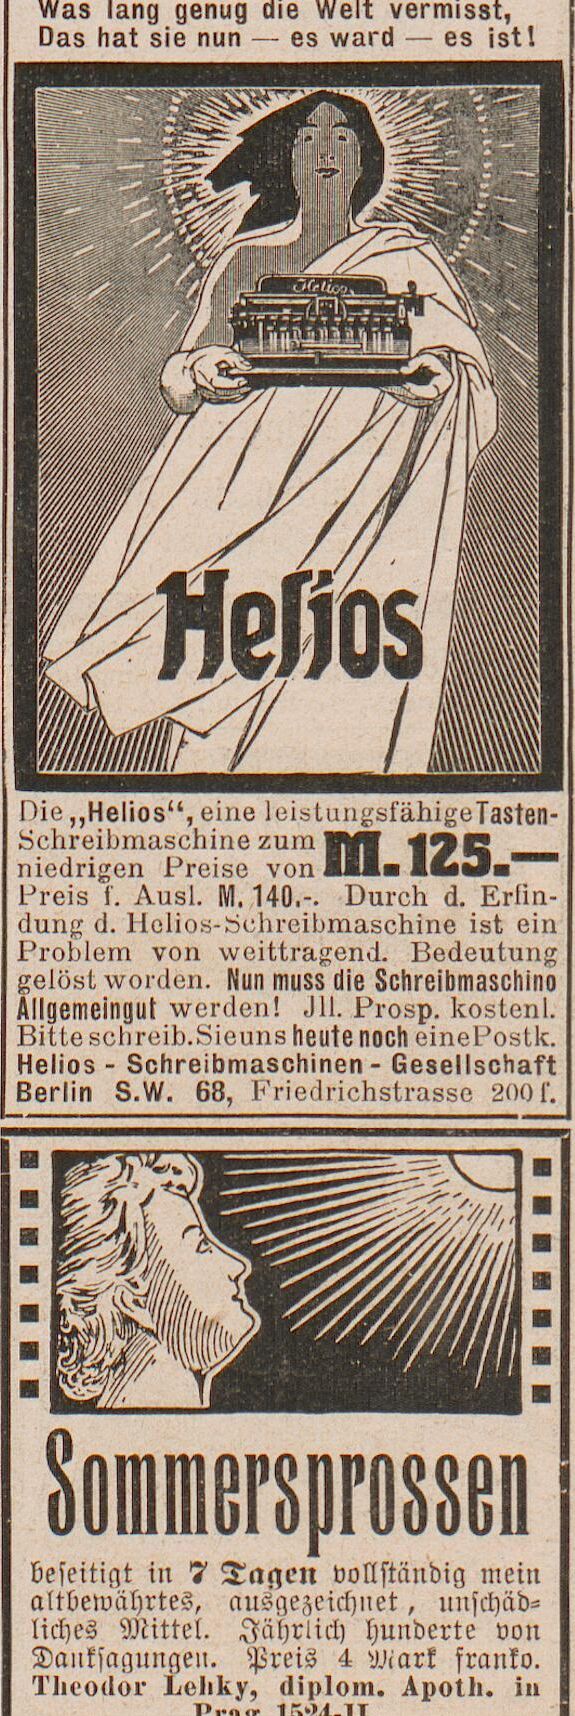 Was lang genug die Welt vermisst,
Das hat sie nun — es ward — es ist!
Helios
Helios
Die „Helios“, eine leistungsfähige Tasten-
Schreibmaschine zum
niedrigen Preise von M. 125.—
Preis f. Ausl. M. 140.-. Durch d. Erfin-
dung d. Helios-Schreibmaschine ist ein
Problem von weittragend. Bedeutung
gelöst worden. Nun muss die Schreibmaschine
Allgemeingut werden! Jll. Prosp. kostenl.
Bitte schreib. Sie uns heute noch eine Postk.
Helios - Schreibmaschinen - Gesellschaft
Berlin S.W. 68, Friedrichstrasse 200 f.
Sommersprossen
beseitigt in 7 Tagen vollständig mein
altbewährtes, ausgezeichnet, unschäd-
liches Mittel. Jährlich hunderte von
Danksagungen. Preis 4 Mark franko.
Theodor Lehky, diplom. Apoth. in
Prag 1524-II